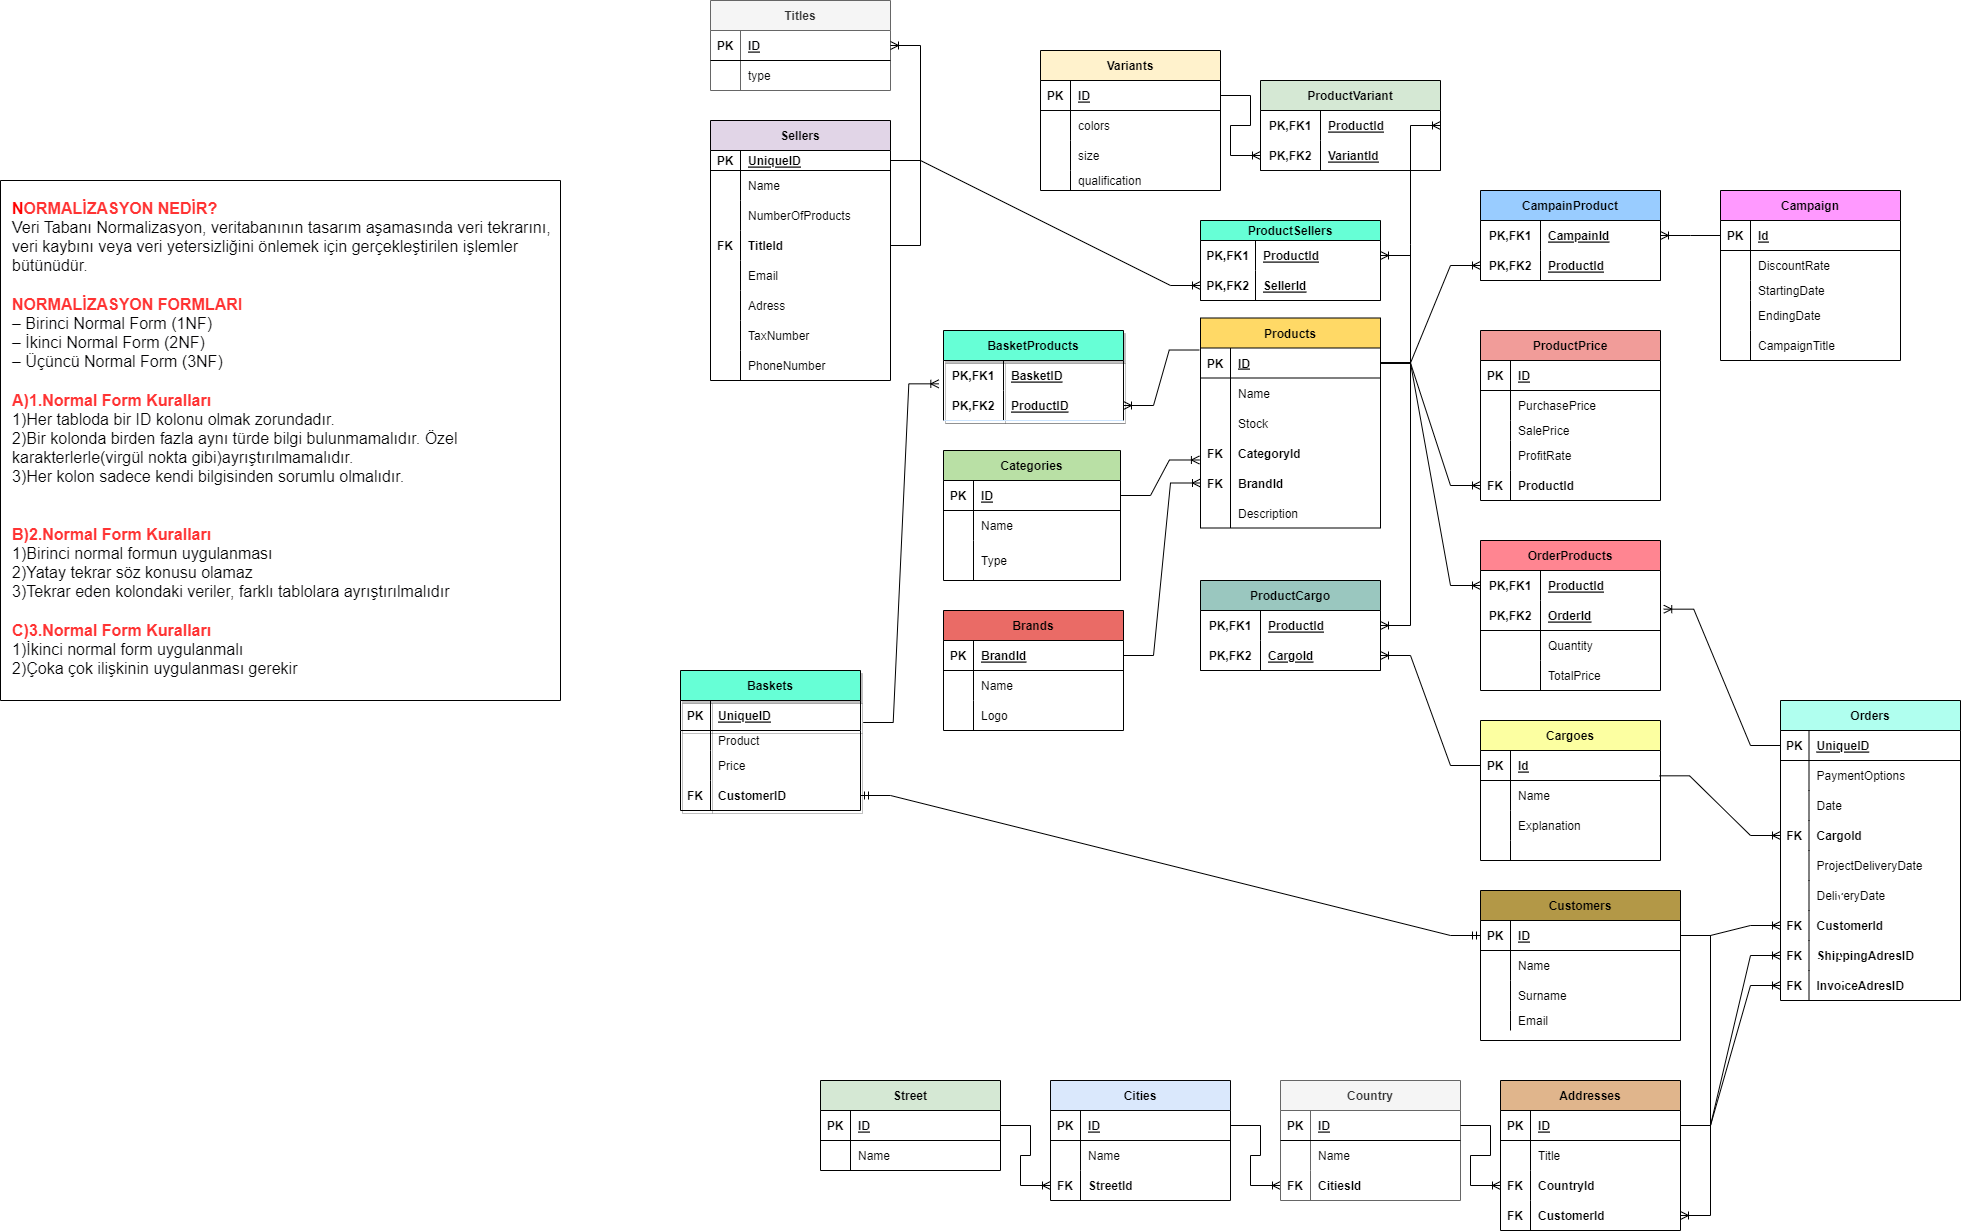 NORMALİZASYON NEDİR?
Veri Tabanı Normalizasyon, veritabanının tasarım aşamasında veri tekrarını,
veri kaybını veya veri yetersizliğini önlemek için gerçekleştirilen işlemler
bütünüdür.
NORMALİZASYON FORMLARI
– Birinci Normal Form (1NF)
– İkinci Normal Form (2NF)
– Üçüncü Normal Form (3NF)
A)1.Normal Form Kuralları
1)Her tabloda bir ID kolonu olmak zorundadır.
2)Bir kolonda birden fazla aynı türde bilgi bulunmamalıdır. Özel
karakterlerle(virgül nokta gibi)ayrıştırılmamalıdır.
3)Her kolon sadece kendi bilgisinden sorumlu olmalıdır.
B)2.Normal Form Kuralları
1)Birinci normal formun uygulanması
2)Yatay tekrar söz konusu olamaz
3)Tekrar eden kolondaki veriler, farklı tablolara ayrıştırılmalıdır
C)3.Normal Form Kuralları
1)İkinci normal form uygulanmalı
2)Çoka çok ilişkinin uygulanması gerekir
Titles
PK ID
type
Sellers
PK UniqueID
Name
NumberOfProducts
FK TitleId
Email
Adress
TaxNumber
PhoneNumber
Variants
PK ID
colors
size
qualification
ProductVariant
PK,FK1 ProductId
PK,FK2 VariantId
ProductSellers
PK,FK1 ProductId
PK,FK2 SellerId
CampainProduct
PK,FK1 CampainId
PK,FK2 ProductId
Campaign
PK Id
DiscountRate
StartingDate
EndingDate
CampaignTitle
BasketProducts
PK,FK1 BasketID
PK,FK2 ProductID
Products
PK ID
Name
Stock
FK CategoryId
FK BrandId
Description
ProductPrice
PK ID
PurchasePrice
SalePrice
ProfitRate
FK ProductId
Categories
PK ID
Name
Type
OrderProducts
PK,FK1 ProductId
PK,FK2 OrderId
Quantity
TotalPrice
ProductCargo
PK,FK1 ProductId
PK,FK2 CargoId
Brands
PK BrandId
Name
Logo
Baskets
PK UniqueID
Product
Price
FK CustomerID
Cargoes
PK Id
Name
Explanation
Orders
PK UniqueID
PaymentOptions
Date
FK CargoId
ProjectDeliveryDate
DeliveryDate
FK CustomerId
FK ShippingAdresID
FK InvoiceAdresID
Customers
PK ID
Name
Surname
Email
Street
PK ID
Name
Cities
PK ID
Name
FK StreetId
Country
PK ID
Name
FK CitiesId
Addresses
PK ID
Title
FK CountryId
FK CustomerId